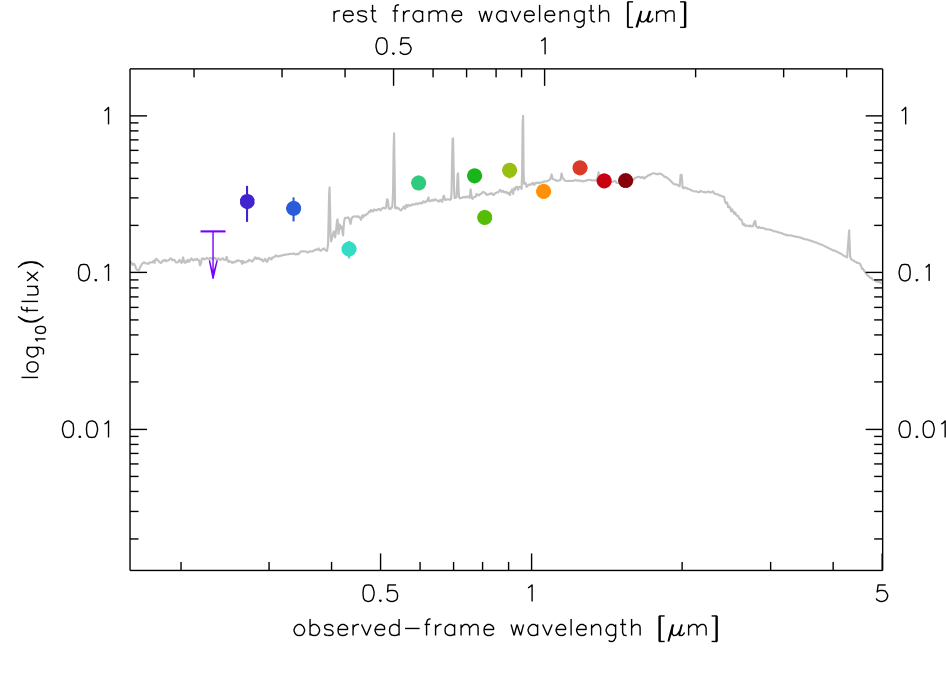 rest frame wavelength [μm]
0.5 1
1 1
0.1 0.1
log10(flux)
0.01 0.01
0.5 1 5
observed-frame wavelength [μm]